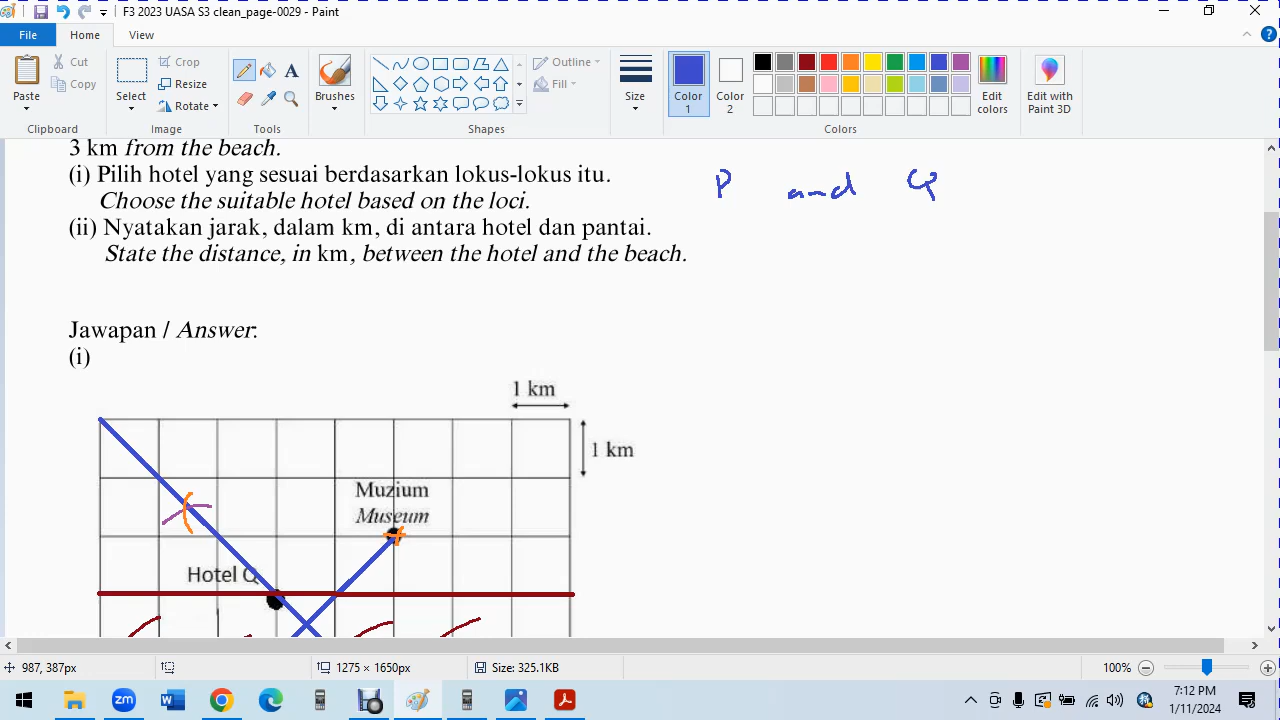 F3 2023 UASA S3 clean_page-0029 - Paint
File Home View
Paste Cut Copy Clipboard
Select Crop Resize Rotate Image
A Tools
Brushes
Outline Fill Shapes
Size
Color 1 Color 2 Edit colors Edit with Paint 3D Colors
3 km from the beach.
(i) Pilih hotel yang sesuai berdasarkan lokus-lokus itu. P and Q
Choose the suitable hotel based on the loci.
(ii) Nyatakan jarak, dalam km, di antara hotel dan pantai.
State the distance, in km, between the hotel and the beach.
Jawapan / Answer:
(i)
1 km
1 km
Muzium
Museum
Hotel Q
987, 387px 1275 × 1650px Size: 325.1KB 100%
zm W
7:12 PM
1/11/2024